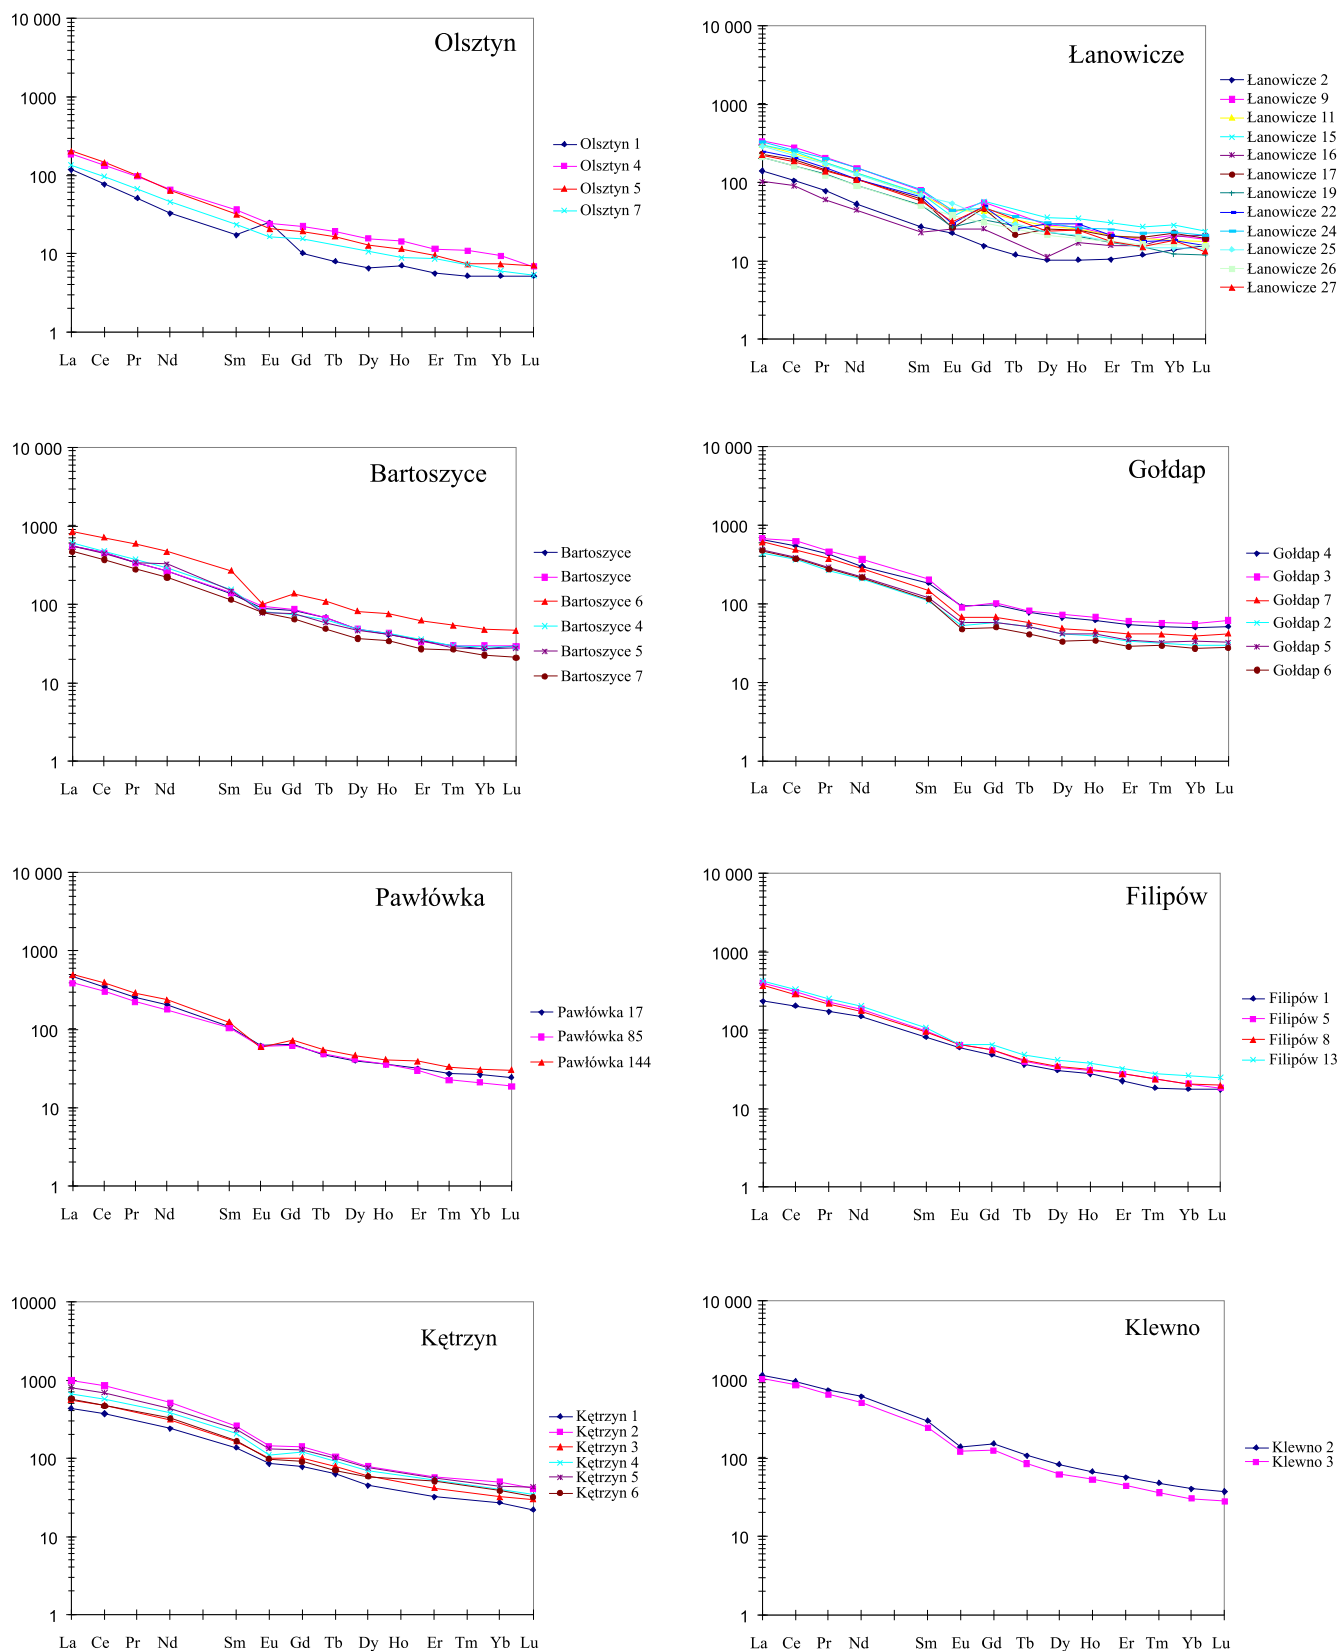 Olsztyn
10 000
1000
100
10
1
La Ce Pr Nd Sm Eu Gd Tb Dy Ho Er Tm Yb Lu
Olsztyn 1
Olsztyn 4
Olsztyn 5
Olsztyn 7
Łanowicze
10 000
1000
100
10
1
La Ce Pr Nd Sm Eu Gd Tb Dy Ho Er Tm Yb Lu
Łanowicze 2
Łanowicze 9
Łanowicze 11
Łanowicze 15
Łanowicze 16
Łanowicze 17
Łanowicze 19
Łanowicze 22
Łanowicze 24
Łanowicze 25
Łanowicze 26
Łanowicze 27
Bartoszyce
10 000
1000
100
10
1
La Ce Pr Nd Sm Eu Gd Tb Dy Ho Er Tm Yb Lu
Bartoszyce
Bartoszyce
Bartoszyce 6
Bartoszyce 4
Bartoszyce 5
Bartoszyce 7
Gołdap
10 000
1000
100
10
1
La Ce Pr Nd Sm Eu Gd Tb Dy Ho Er Tm Yb Lu
Gołdap 4
Gołdap 3
Gołdap 7
Gołdap 2
Gołdap 5
Gołdap 6
Pawłówka
10 000
1000
100
10
1
La Ce Pr Nd Sm Eu Gd Tb Dy Ho Er Tm Yb Lu
Pawłówka 17
Pawłówka 85
Pawłówka 144
Filipów
10 000
1000
100
10
1
La Ce Pr Nd Sm Eu Gd Tb Dy Ho Er Tm Yb Lu
Filipów 1
Filipów 5
Filipów 8
Filipów 13
Kętrzyn
10000
1000
100
10
1
La Ce Pr Nd Sm Eu Gd Tb Dy Ho Er Tm Yb Lu
Kętrzyn 1
Kętrzyn 2
Kętrzyn 3
Kętrzyn 4
Kętrzyn 5
Kętrzyn 6
Klewno
10 000
1000
100
10
1
La Ce Pr Nd Sm Eu Gd Tb Dy Ho Er Tm Yb Lu
Klewno 2
Klewno 3